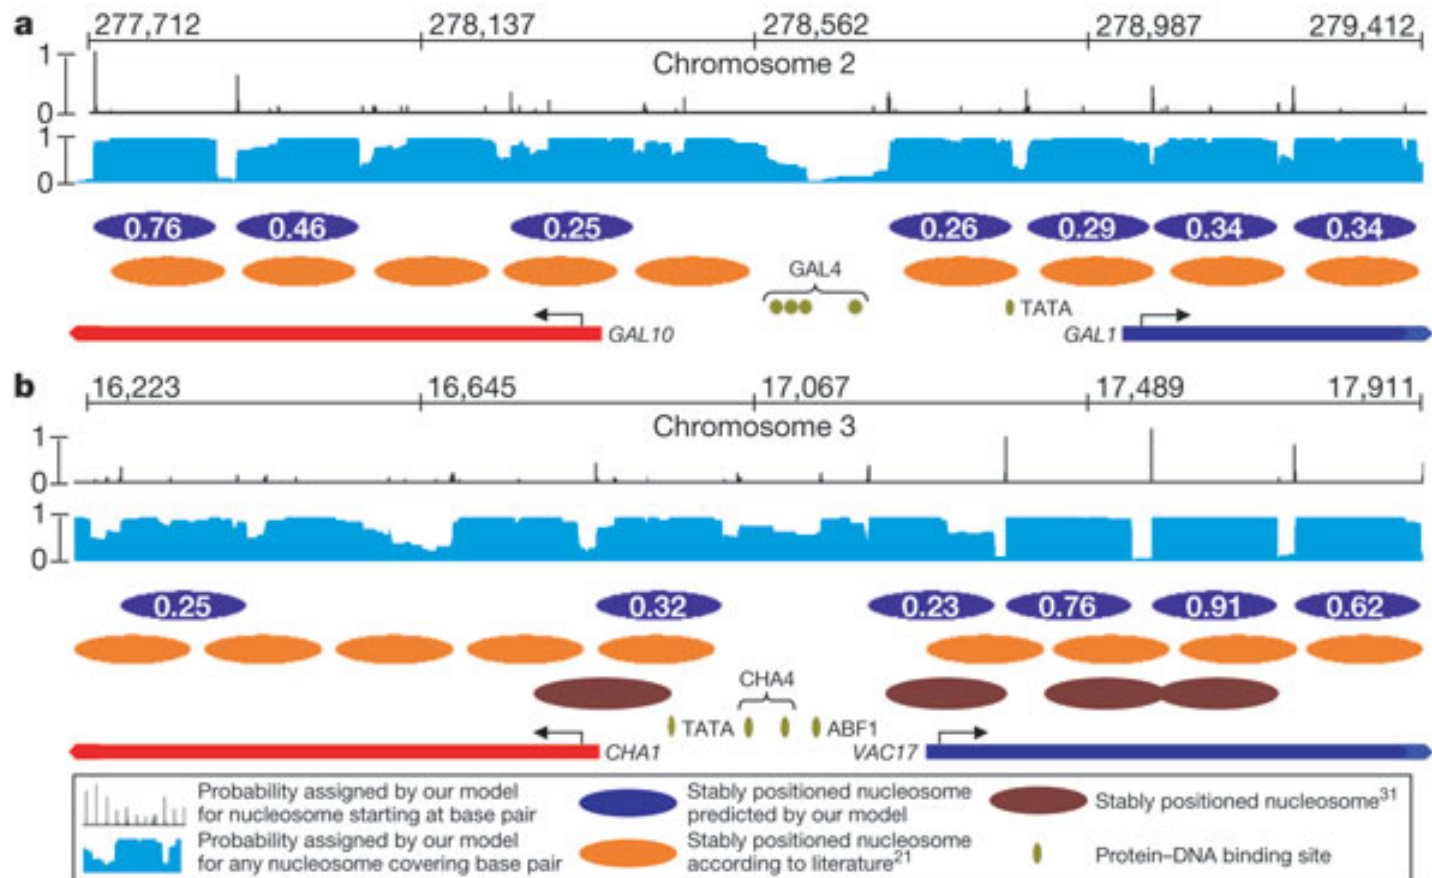 a
277,712 278,137 278,562 278,987 279,412
Chromosome 2
1
0
1
0
0.76 0.46 0.25 0.26 0.29 0.34 0.34
GAL4
TATA
GAL10 GAL1
b
16,223 16,645 17,067 17,489 17,911
Chromosome 3
1
0
1
0
0.25 0.32 0.23 0.76 0.91 0.62
CHA4
TATA ABF1
CHA1 VAC17
Probability assigned by our model
for nucleosome starting at base pair
Probability assigned by our model
for any nucleosome covering base pair
Stably positioned nucleosome
predicted by our model
Stably positioned nucleosome
according to literature21
Stably positioned nucleosome31
Protein–DNA binding site